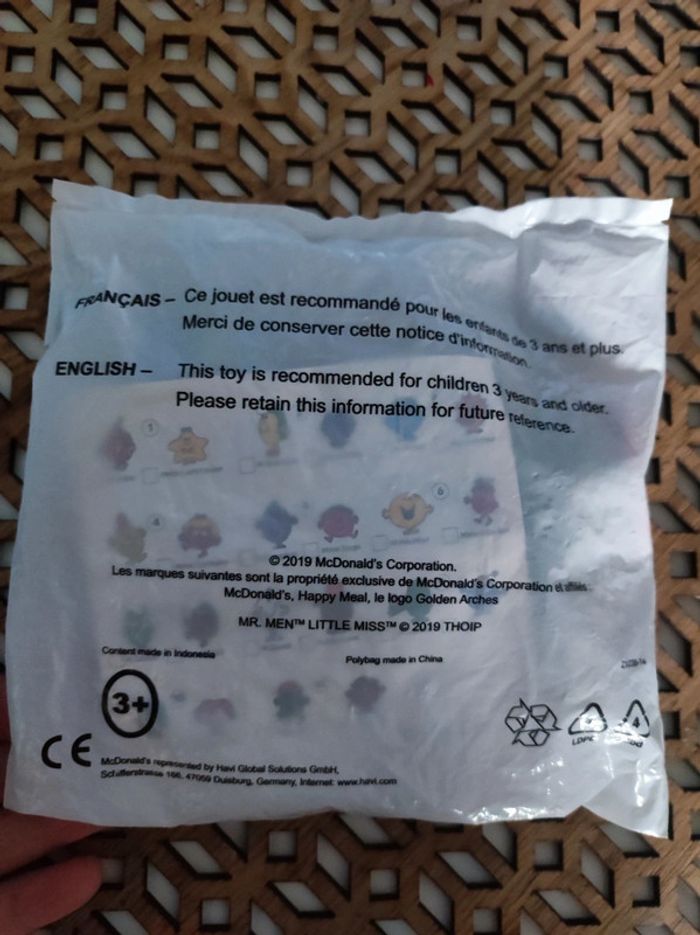 FRANÇAIS – Ce jouet est recommandé pour les enfants de 3 ans et plus.
Merci de conserver cette notice d'information.
ENGLISH – This toy is recommended for children 3 years and older.
Please retain this information for future reference.
1
4
6
© 2019 McDonald's Corporation.
Les marques suivantes sont la propriété exclusive de McDonald's Corporation et affiliés
McDonald's, Happy Meal, le logo Golden Arches
MR. MEN™ LITTLE MISS™ © 2019 THOIP
Content made in Indonesia
Polybag made in China
3+
CE
LDPE
McDonald's represented by Havi Global Solutions GmbH,
47059 Duisburg, Germany, Internet: www.havi.com